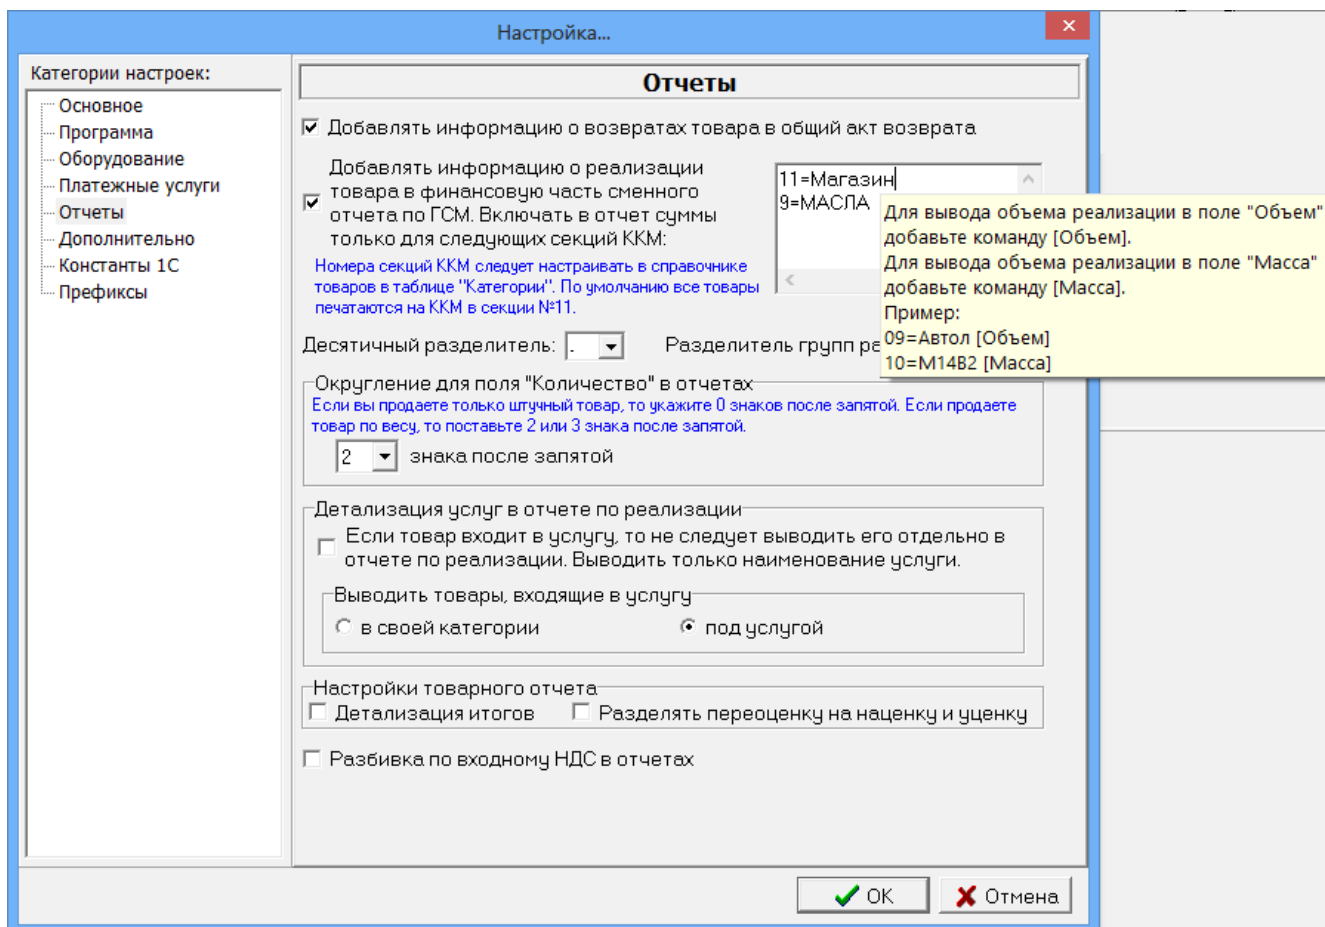 Настройка...
Категории настроек:
Основное
Программа
Оборудование
Платежные услуги
Отчеты
Дополнительно
Константы 1С
Префиксы
Отчеты
Добавлять информацию о возвратах товара в общий акт возврата
Добавлять информацию о реализации
товара в финансовую часть сменного
отчета по ГСМ. Включать в отчет суммы
только для следующих секций ККМ:
11=Магазин
9=МАСЛА
Номера секций ККМ следует настраивать в справочнике
товаров в таблице "Категории". По умолчанию все товары
печатаются на ККМ в секции №11.
Для вывода объема реализации в поле "Объем"
добавьте команду [Объем].
Для вывода объема реализации в поле "Масса"
добавьте команду [Масса].
Пример:
09=Автол [Объем]
10=М14В2 [Масса]
Десятичный разделитель: . Разделитель групп ра
Округление для поля "Количество" в отчетах
Если вы продаете только штучный товар, то укажите 0 знаков после запятой. Если продаете
товар по весу, то поставьте 2 или 3 знака после запятой.
2 знака после запятой
Детализация услуг в отчете по реализации
Если товар входит в услугу, то не следует выводить его отдельно в
отчете по реализации. Выводить только наименование услуги.
Выводить товары, входящие в услугу
в своей категории под услугой
Настройки товарного отчета
Детализация итогов Разделять переоценку на наценку и уценку
Разбивка по входному НДС в отчетах
OK Отмена